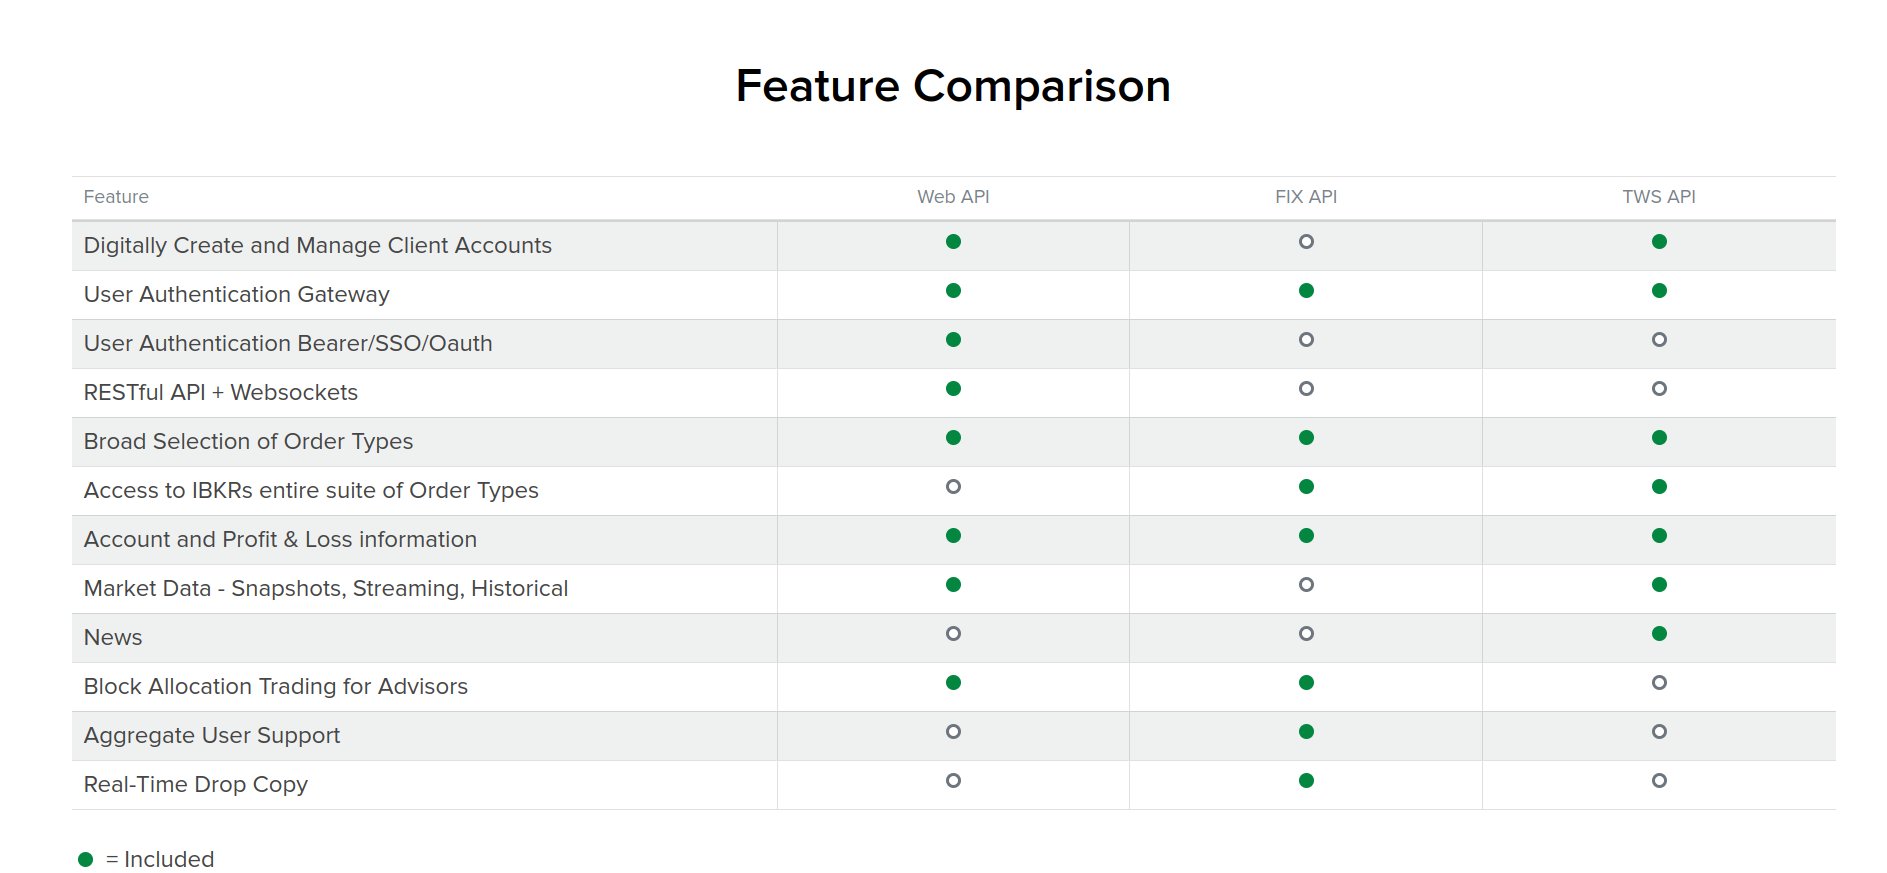 Feature Comparison
Feature Web API FIX API TWS API
Digitally Create and Manage Client Accounts
User Authentication Gateway
User Authentication Bearer/SSO/Oauth
RESTful API + Websockets
Broad Selection of Order Types
Access to IBKRs entire suite of Order Types
Account and Profit & Loss information
Market Data - Snapshots, Streaming, Historical
News
Block Allocation Trading for Advisors
Aggregate User Support
Real-Time Drop Copy
= Included